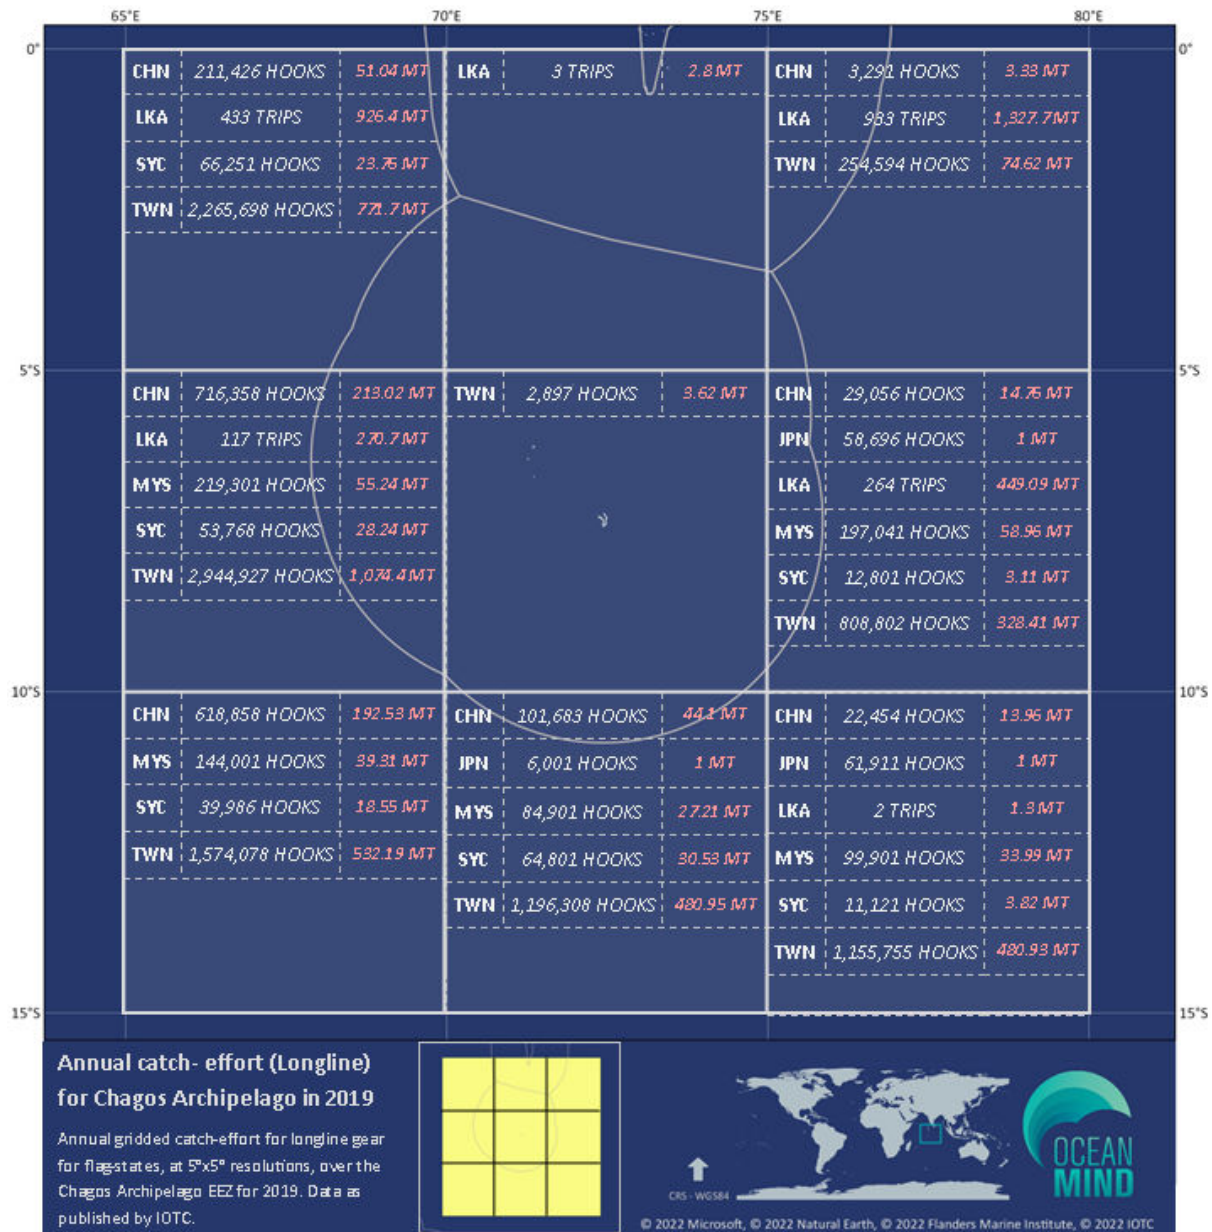 65°E 70°E 75°E 80°E
0° 0°
CHN 211,426 HOOKS 51.04 MT LKA 3 TRIPS 2.8 MT CHN 3,291 HOOKS 3.33 MT
LKA 433 TRIPS 926.4 MT LKA 933 TRIPS 1,327.7MT
SYC 66,251 HOOKS 23.76 MT TWN 254,594 HOOKS 74.62 MT
TWN 2,265,698 HOOKS 771.7 MT
5°S 5°S
CHN 716,358 HOOKS 213.02 MT TWN 2,897 HOOKS 3.62 MT CHN 29,056 HOOKS 14.76 MT
LKA 117 TRIPS 270.7 MT JPN 58,696 HOOKS 1 MT
MYS 219,301 HOOKS 55.24 MT LKA 264 TRIPS 449.09 MT
SYC 53,768 HOOKS 28.24 MT MYS 197,041 HOOKS 58.96 MT
TWN 2,944,927 HOOKS 1,074.4 MT SYC 12,801 HOOKS 3.11 MT
TWN 808,802 HOOKS 328.41 MT
10°S 10°S
CHN 618,858 HOOKS 192.53 MT CHN 101,683 HOOKS 44.1 MT CHN 22,454 HOOKS 13.96 MT
MYS 144,001 HOOKS 39.31 MT JPN 6,001 HOOKS 1 MT JPN 61,911 HOOKS 1 MT
SYC 39,986 HOOKS 18.55 MT MYS 84,901 HOOKS 27.21 MT LKA 2 TRIPS 1.3 MT
TWN 1,574,078 HOOKS 532.19 MT SYC 64,801 HOOKS 30.53 MT MYS 99,901 HOOKS 33.99 MT
TWN 1,196,308 HOOKS 480.95 MT SYC 11,121 HOOKS 3.82 MT
TWN 1,155,755 HOOKS 480.93 MT
15°S 15°S
Annual catch- effort (Longline)
for Chagos Archipelago in 2019
Annual gridded catch-effort for longline gear
for flag-states, at 5°x5° resolutions, over the
Chagos Archipelago EEZ for 2019. Data as
published by IOTC.
CRS - WGS84
OCEAN
MIND
© 2022 Microsoft, © 2022 Natural Earth, © 2022 Flanders Marine Institute, © 2022 IOTC